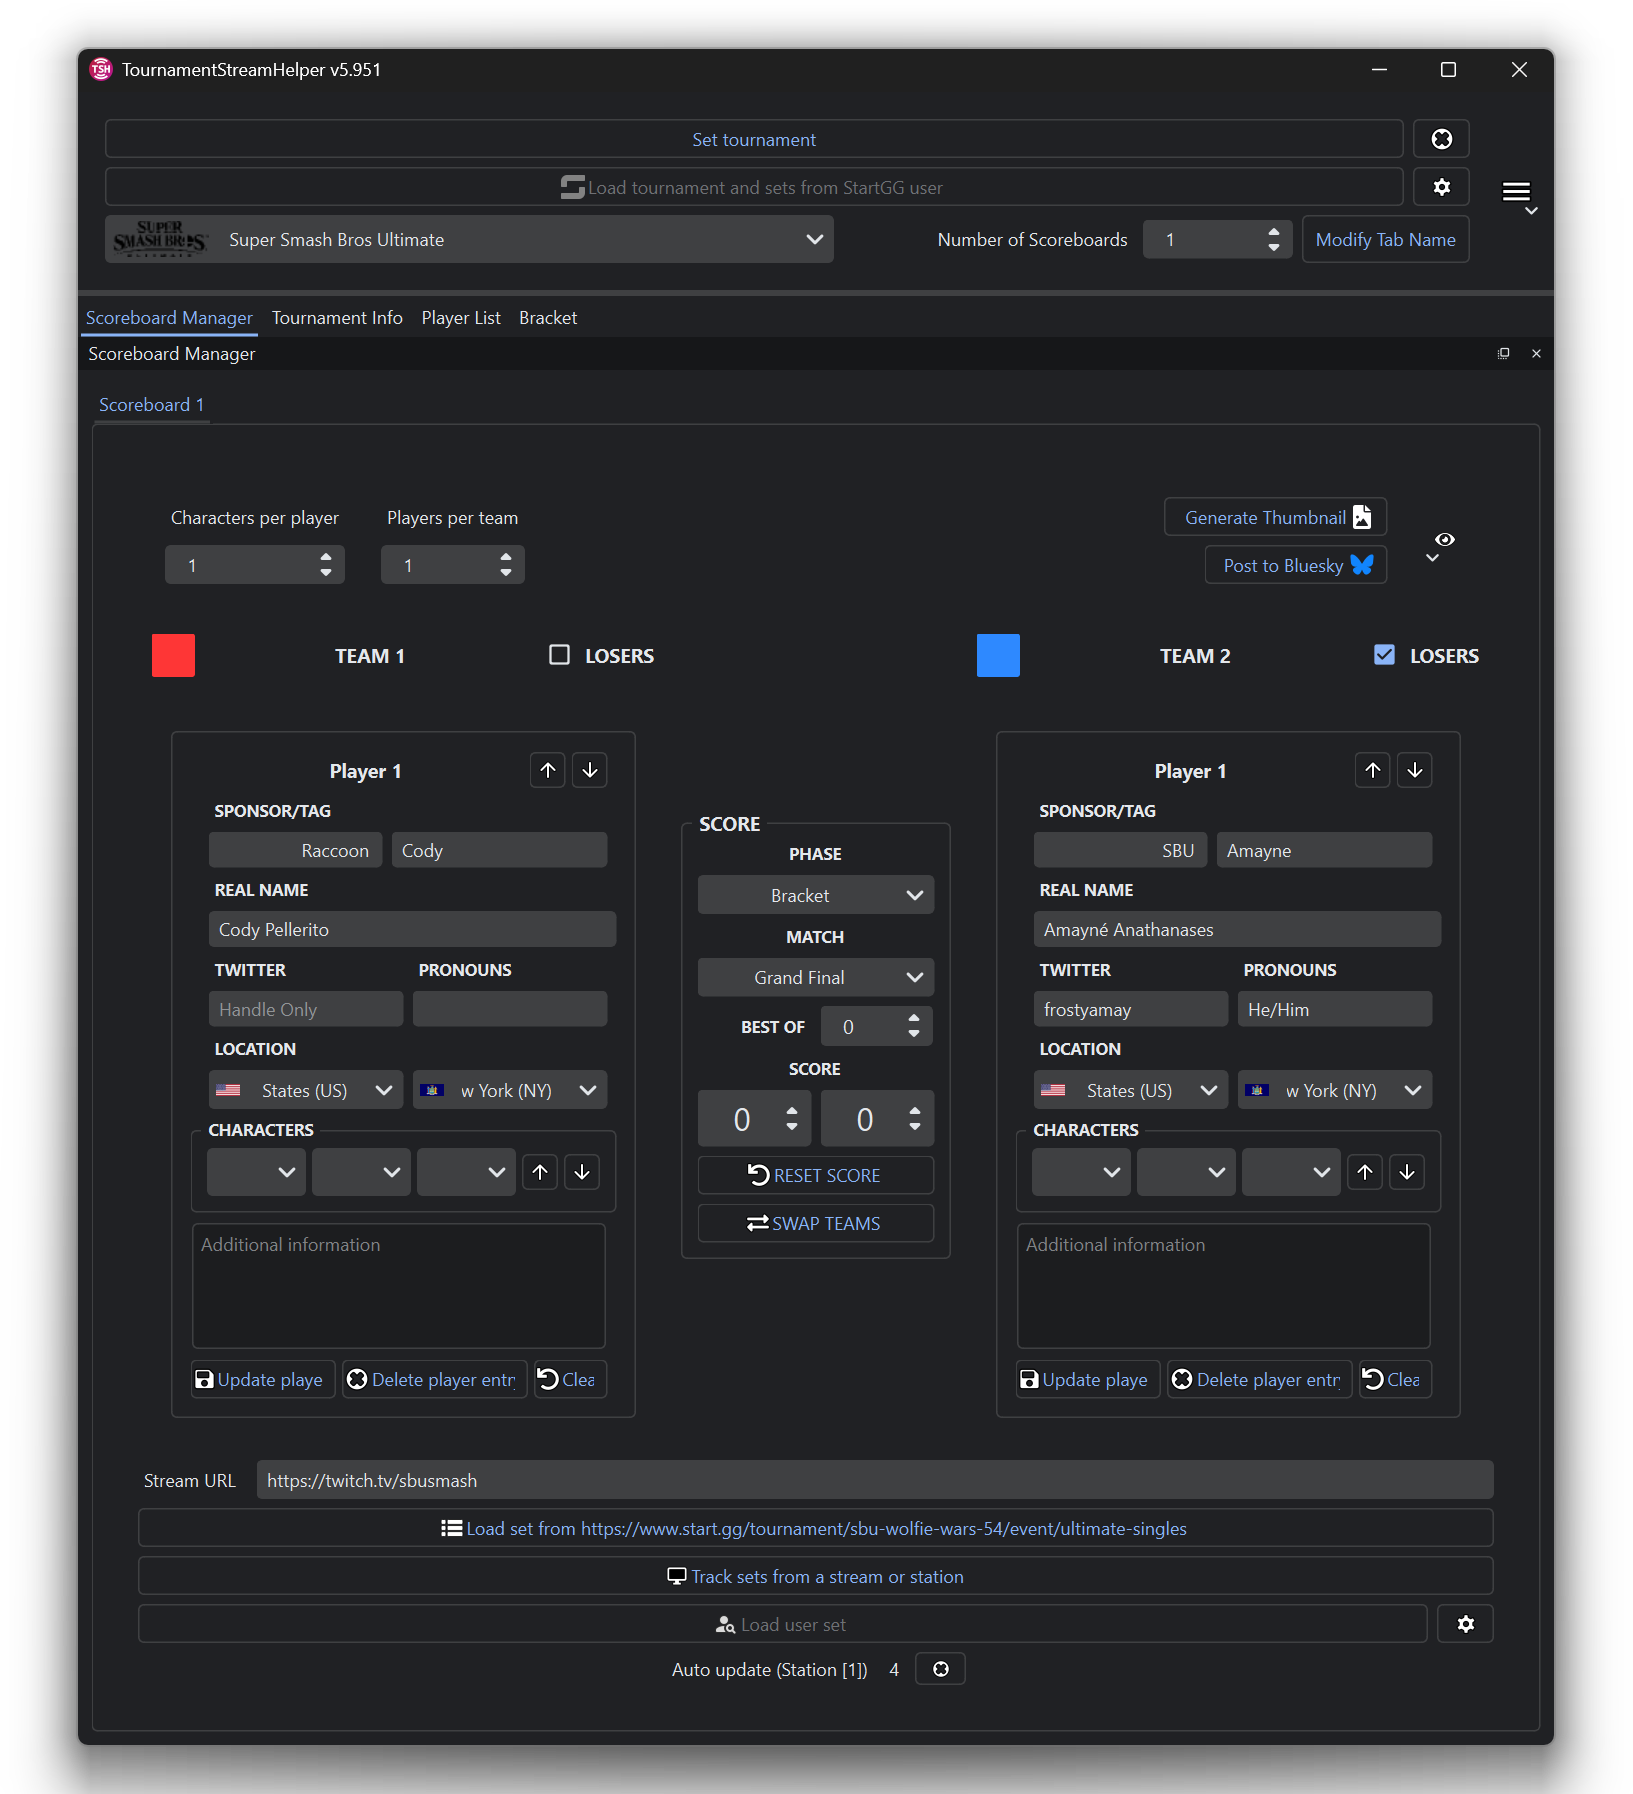 TSH TournamentStreamHelper v5.951
Set tournament
Load tournament and sets from StartGG user
SUPER SMASH BROS. ULTIMATE Super Smash Bros Ultimate Number of Scoreboards 1 Modify Tab Name
Scoreboard Manager Tournament Info Player List Bracket
Scoreboard Manager
Scoreboard 1
Characters per player Players per team Generate Thumbnail
1 1 Post to Bluesky
TEAM 1 LOSERS TEAM 2 LOSERS
Player 1
SPONSOR/TAG
Raccoon Cody
REAL NAME
Cody Pellerito
TWITTER PRONOUNS
Handle Only
LOCATION
States (US) w York (NY)
CHARACTERS
Additional information
Update playe Delete player entr Clea
SCORE
PHASE
Bracket
MATCH
Grand Final
BEST OF 0
SCORE
0 0
RESET SCORE
SWAP TEAMS
Player 1
SPONSOR/TAG
SBU Amayne
REAL NAME
Amayné Anathanases
TWITTER PRONOUNS
frostyamay He/Him
LOCATION
States (US) w York (NY)
CHARACTERS
Additional information
Update playe Delete player entr Clea
Stream URL https://twitch.tv/sbusmash
Load set from https://www.start.gg/tournament/sbu-wolfie-wars-54/event/ultimate-singles
Track sets from a stream or station
Load user set
Auto update (Station [1]) 4